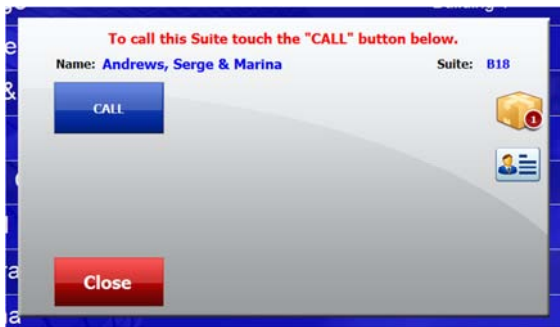 To call this Suite touch the "CALL" button below.
Name: Andrews, Serge & Marina Suite: B18
CALL
1
Close